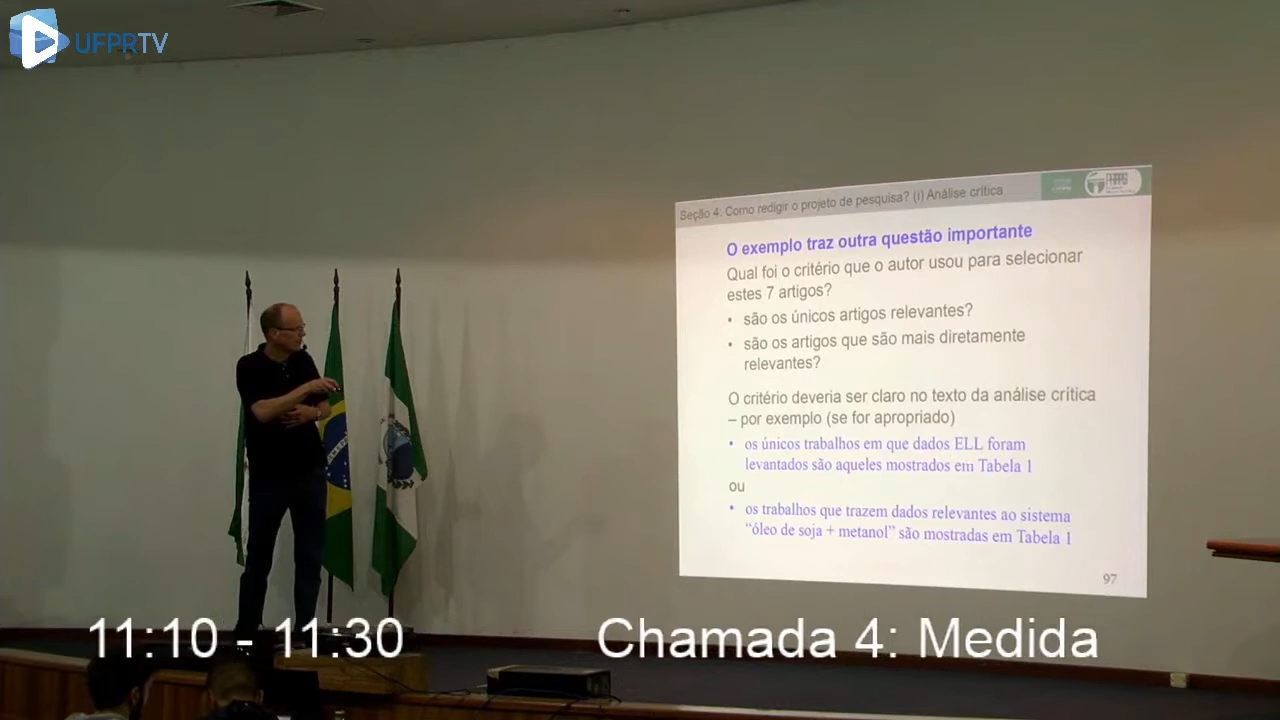 UFPRTV
Seção 4: Como redigir o projeto de pesquisa? (i) Análise crítica
O exemplo traz outra questão importante
Qual foi o critério que o autor usou para selecionar
estes 7 artigos?
• são os únicos artigos relevantes?
• são os artigos que são mais diretamente
relevantes?
O critério deveria ser claro no texto da análise crítica
– por exemplo (se for apropriado)
• os únicos trabalhos em que dados ELL foram
levantados são aqueles mostrados em Tabela 1
ou
• os trabalhos que trazem dados relevantes ao sistema
“óleo de soja + metanol” são mostradas em Tabela 1
97
11:10 - 11:30
Chamada 4: Medida